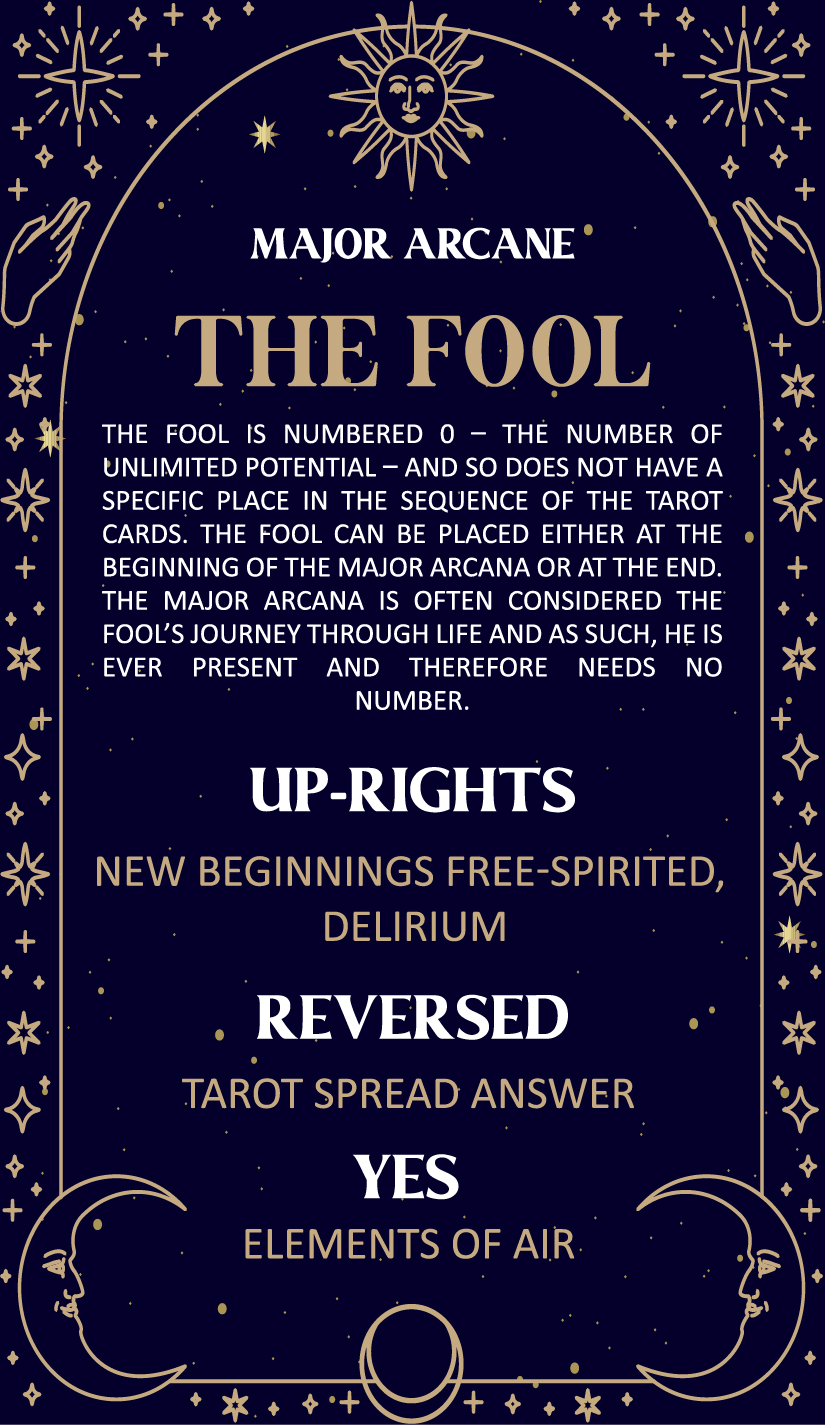 MAJOR ARCANE
THE FOOL
THE FOOL IS NUMBERED 0 – THE NUMBER OF
UNLIMITED POTENTIAL – AND SO DOES NOT HAVE A
SPECIFIC PLACE IN THE SEQUENCE OF THE TAROT
CARDS. THE FOOL CAN BE PLACED EITHER AT THE
BEGINNING OF THE MAJOR ARCANA OR AT THE END.
THE MAJOR ARCANA IS OFTEN CONSIDERED THE
FOOL’S JOURNEY THROUGH LIFE AND AS SUCH, HE IS
EVER PRESENT AND THEREFORE NEEDS NO
NUMBER.
UP-RIGHTS
NEW BEGINNINGS FREE-SPIRITED,
DELIRIUM
REVERSED
TAROT SPREAD ANSWER
YES
ELEMENTS OF AIR